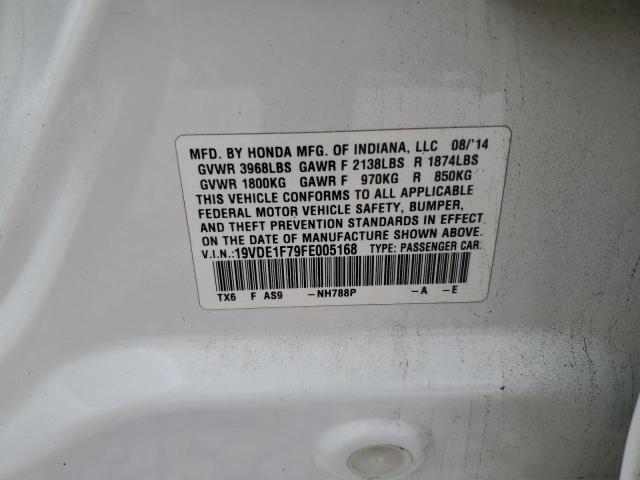 MFD. BY HONDA MFG. OF INDIANA, LLC 08/'14
GVWR 3968LBS GAWR F 2138LBS R 1874LBS
GVWR 1800KG GAWR F 970KG R 850KG
THIS VEHICLE CONFORMS TO ALL APPLICABLE
FEDERAL MOTOR VEHICLE SAFETY, BUMPER,
AND THEFT PREVENTION STANDARDS IN EFFECT
ON DATE OF MANUFACTURE SHOWN ABOVE.
V.I.N.:19VDE1F79FE005168 TYPE: PASSENGER CAR
TX6 F AS9 -NH788P -A -E